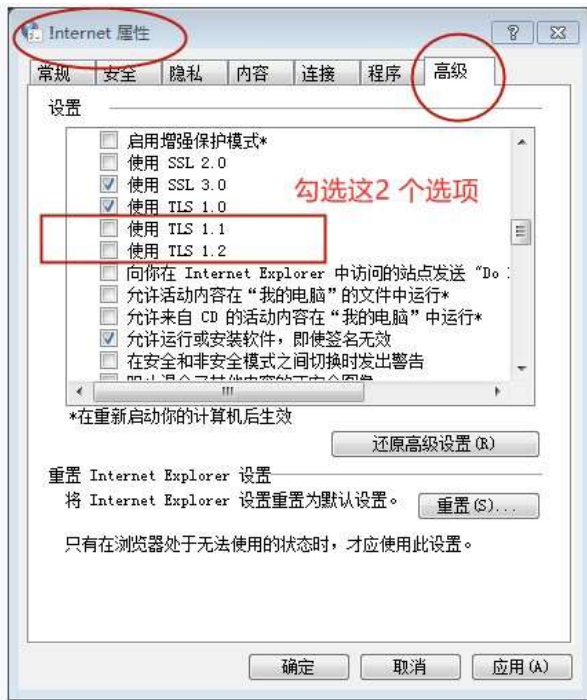 Internet 属性
常规 安全 隐私 内容 连接 程序 高级
设置
启用增强保护模式*
使用 SSL 2.0
使用 SSL 3.0
勾选这2 个选项
使用 TLS 1.0
使用 TLS 1.1
使用 TLS 1.2
向你在 Internet Explorer 中访问的站点发送 "Do
允许活动内容在“我的电脑”的文件中运行*
允许来自 CD 的活动内容在“我的电脑”中运行*
允许运行或安装软件，即使签名无效
在安全和非安全模式之间切换时发出警告
*在重新启动你的计算机后生效
还原高级设置(R)
重置 Internet Explorer 设置
将 Internet Explorer 设置重置为默认设置。
重置(S)...
只有在浏览器处于无法使用的状态时，才应使用此设置。
确定 取消 应用(A)